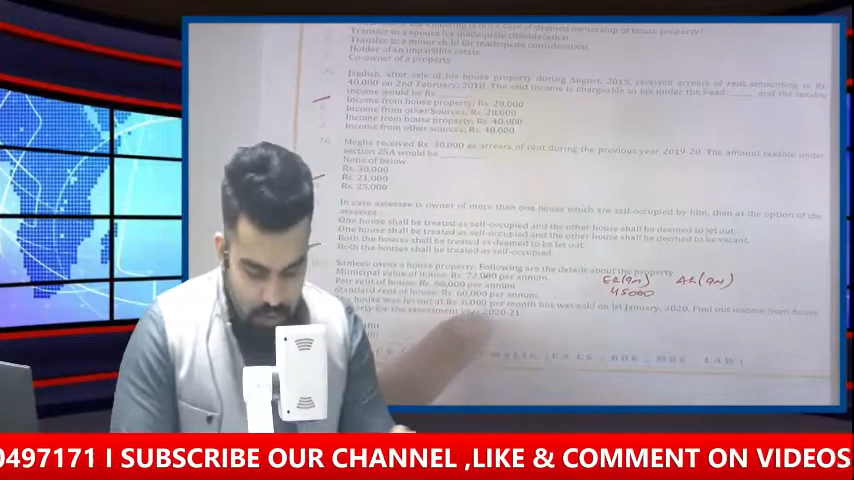 Transfer to a spouse for inadequate consideration
Transfer to a minor child for inadequate consideration
Holder of an impartible estate
Co-owner of a property
75. Jagdish, after sale of his house property during August, 2015, received arrears of rent amounting to Rs.
40,000 on 2nd February, 2018. The said income is chargeable to tax under the head _____ and the taxable
income would be Rs. _____
Income from house property, Rs. 28,000
Income from other Sources, Rs. 28,000
Income from house property, Rs. 40,000
Income from other sources, Rs. 40,000
76. Megha received Rs. 30,000 as arrears of rent during the previous year 2019-20. The amount taxable under
section 25A would be _____
None of below
Rs. 30,000
Rs. 21,000
Rs. 25,000
In case assessee is owner of more than one house which are self-occupied by him, then at the option of the
assessee :
One house shall be treated as self-occupied and the other house shall be deemed to let out.
One house shall be treated as self-occupied and the other house shall be deemed to be vacant.
Both the houses shall be treated as deemed to be let out.
Both the houses shall be treated as self-occupied.
Sanjeev owns a house property. Following are the details about the property.
Municipal value of house: Rs. 72,000 per annum.
Fair rent of house: Rs. 66,000 per annum.
Standard rent of house: Rs. 60,000 per annum.
The house was let out at Rs. 6,000 per month but was sold on 1st January, 2020. Find out income from house
property for the assessment year 2020-21
ER(9m) AR(9m)
45000
0497171 I SUBSCRIBE OUR CHANNEL ,LIKE & COMMENT ON VIDEOS